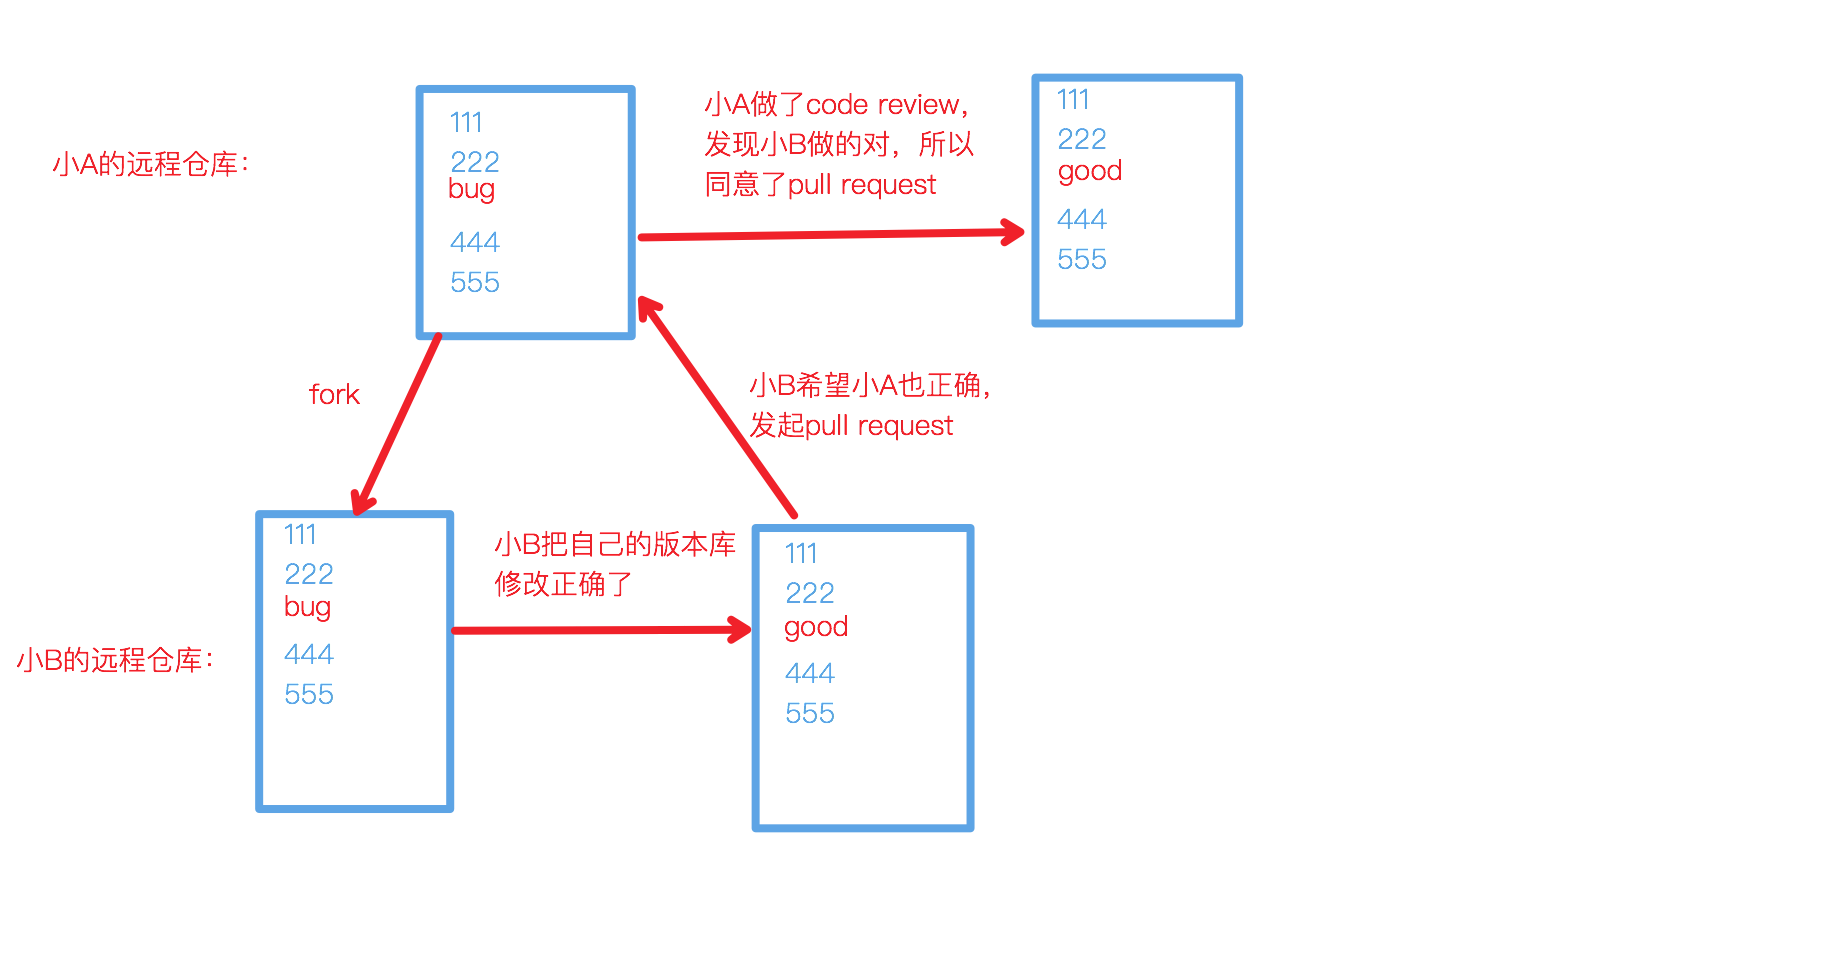 小A的远程仓库：
111
222
bug
444
555
小A做了code review，
发现小B做的对，所以
同意了pull request
111
222
good
444
555
fork
小B希望小A也正确，
发起pull request
小B的远程仓库：
111
222
bug
444
555
小B把自己的版本库
修改正确了
111
222
good
444
555